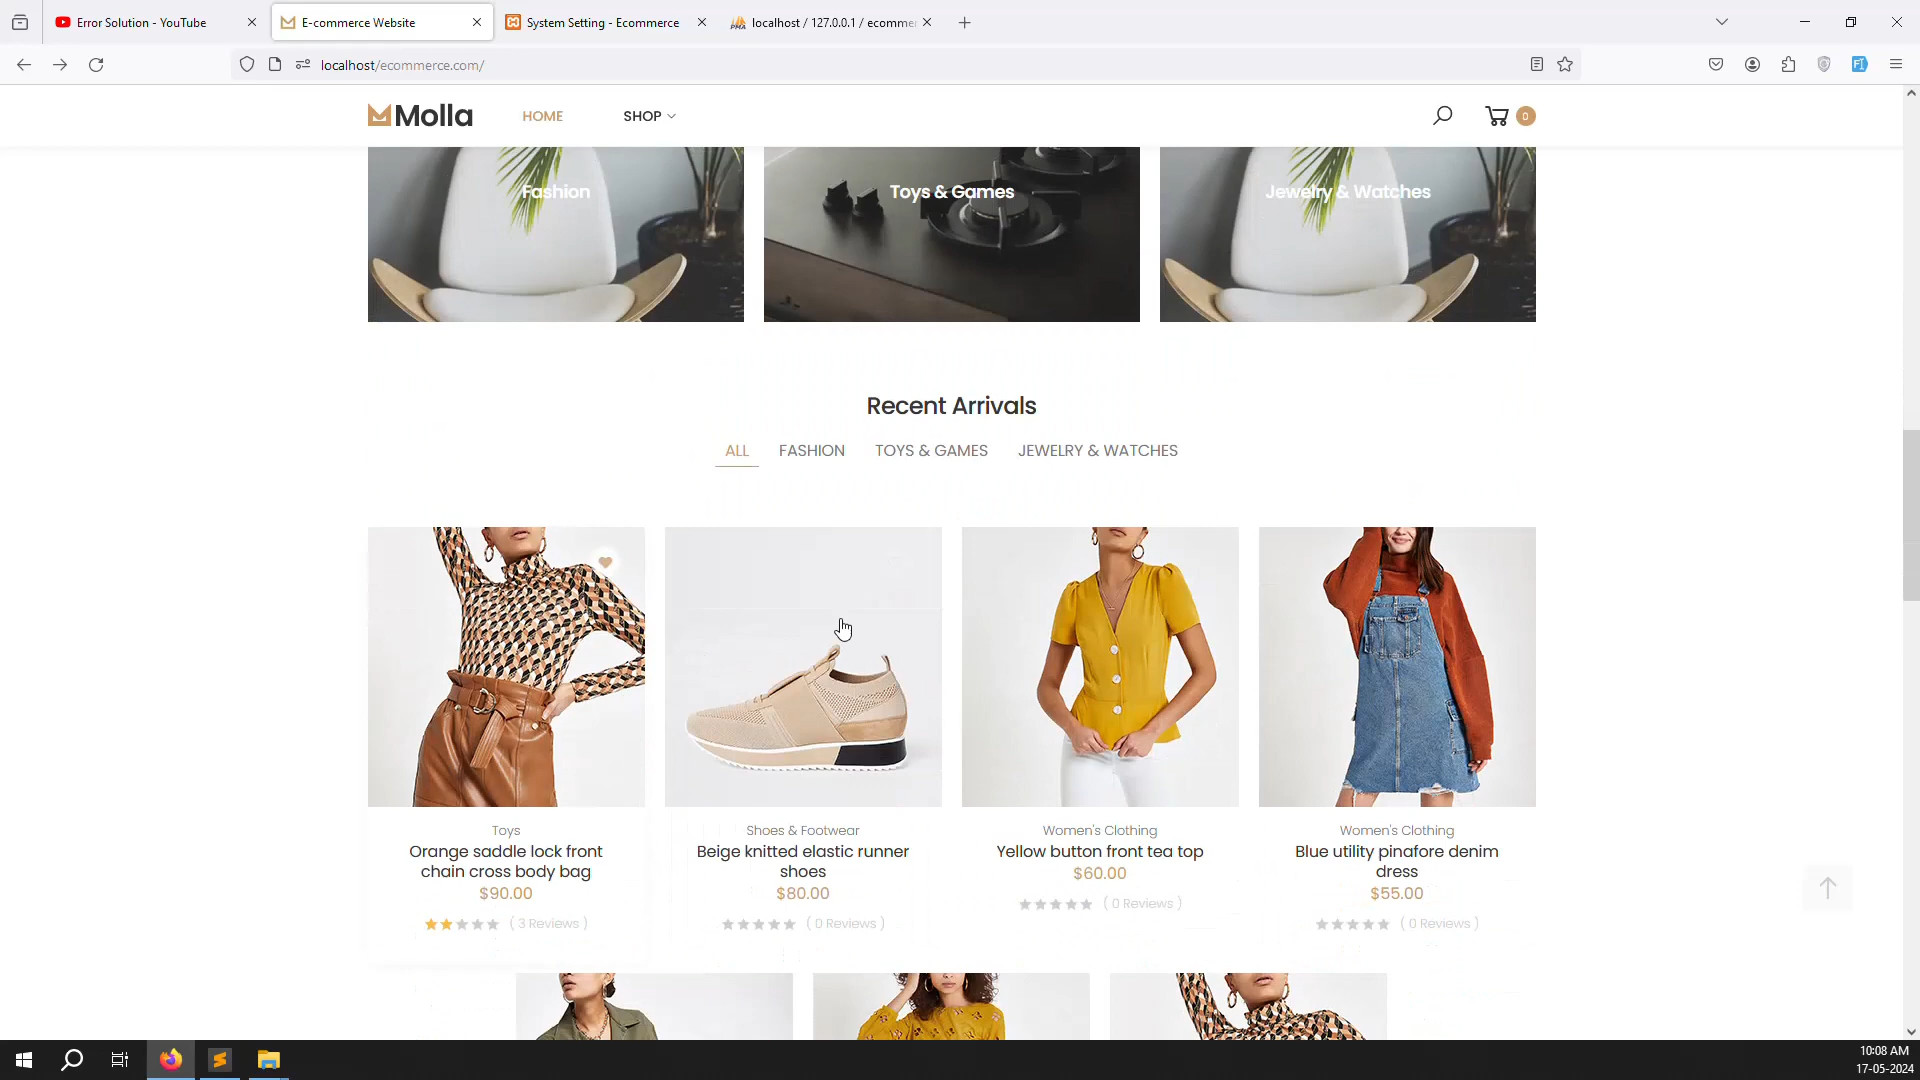 Error Solution - YouTube
E-commerce Website
System Setting - Ecommerce
localhost / 127.0.0.1 / ecomme
localhost/ecommerce.com/
Molla
HOME
SHOP
0
Fashion
Toys & Games
Jewelry & Watches
Recent Arrivals
ALL
FASHION
TOYS & GAMES
JEWELRY & WATCHES
Toys
Orange saddle lock front
chain cross body bag
$90.00
( 3 Reviews )
Shoes & Footwear
Beige knitted elastic runner
shoes
$80.00
( 0 Reviews )
Women's Clothing
Yellow button front tea top
$60.00
( 0 Reviews )
Women's Clothing
Blue utility pinafore denim
dress
$55.00
( 0 Reviews )
10:08 AM
17-05-2024